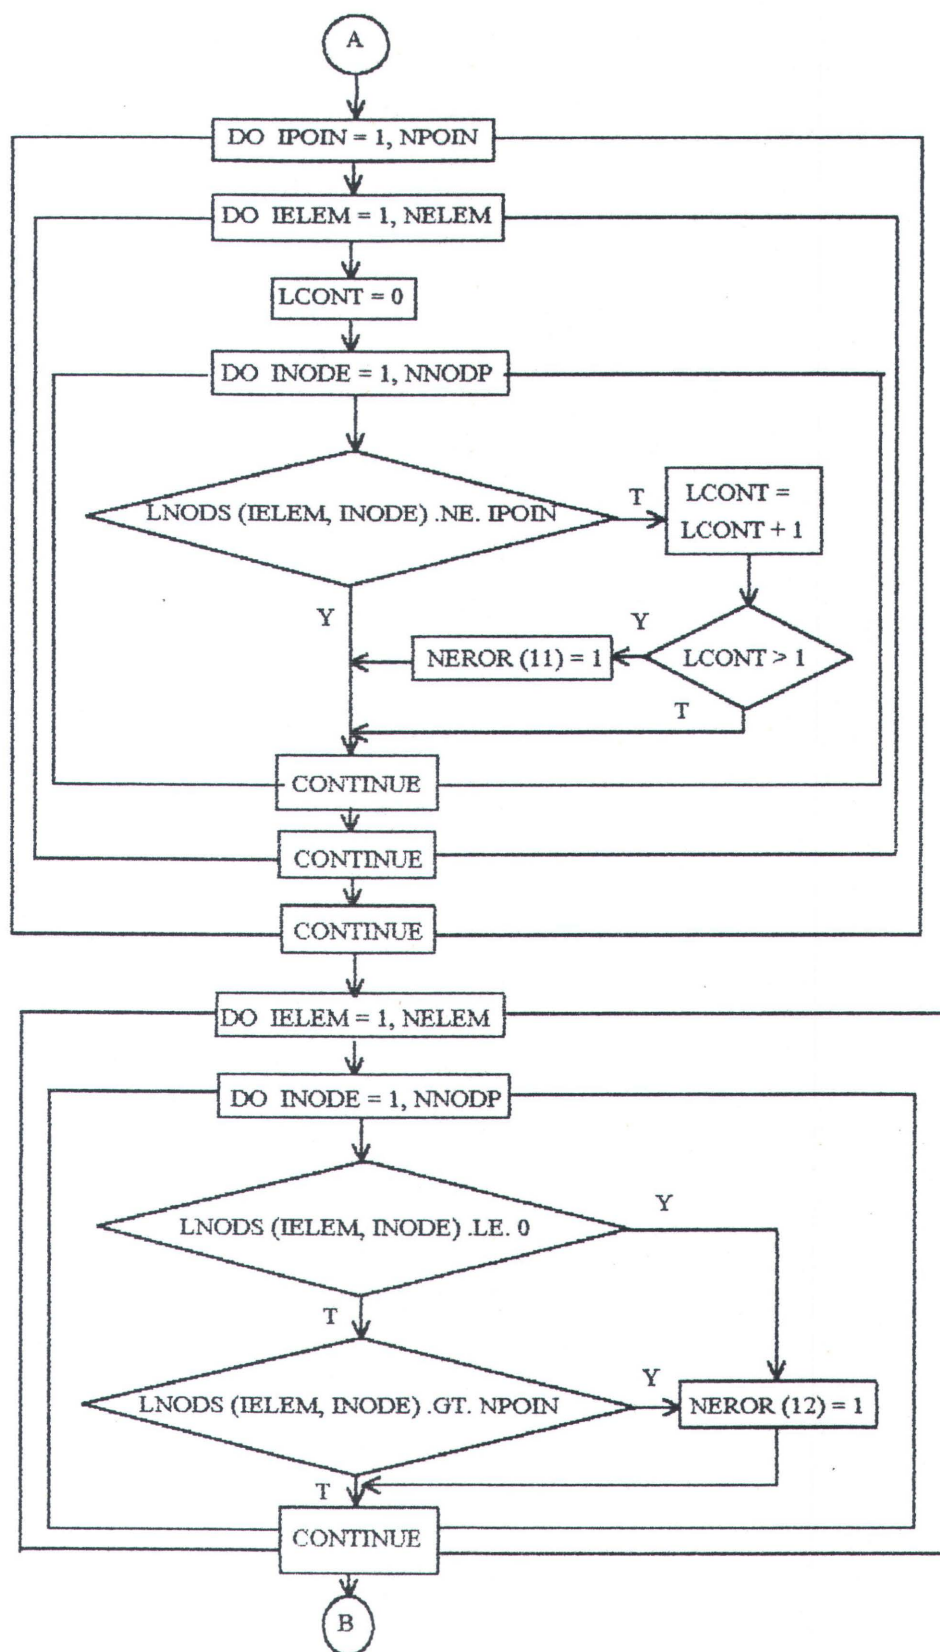 A
DO IPOIN = 1, NPOIN
DO IELEM = 1, NELEM
LCONT = 0
DO INODE = 1, NNODP
LNODS (IELEM, INODE) .NE. IPOIN
T
LCONT =
LCONT + 1
Y
Y
NEROR (11) = 1
LCONT > 1
T
CONTINUE
CONTINUE
CONTINUE
DO IELEM = 1, NELEM
DO INODE = 1, NNODP
LNODS (IELEM, INODE) .LE. 0
Y
T
LNODS (IELEM, INODE) .GT. NPOIN
Y
NEROR (12) = 1
T
CONTINUE
B